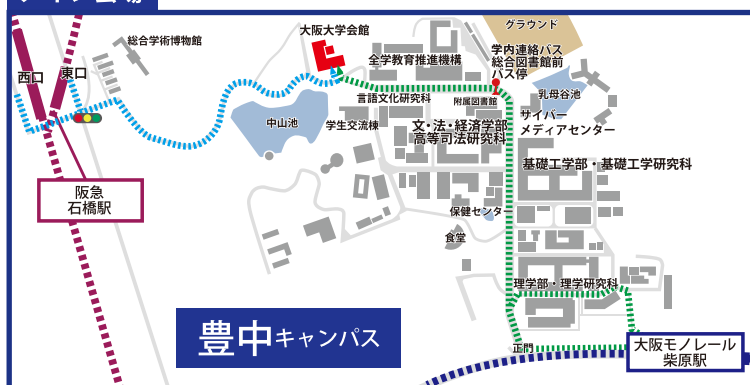 総合学術博物館
大阪大学会館
グラウンド
全学教育推進機構
学内連絡バス
総合図書館前
バス停
西口
東口
言語文化研究科
附属図書館
乳母谷池
中山池
学生交流棟
文・法・経済学部
高等司法研究科
サイバー
メディアセンター
基礎工学部・基礎工学研究科
阪急
石橋駅
保健センター
食堂
理学部・理学研究科
豊中キャンパス
正門
大阪モノレール
柴原駅